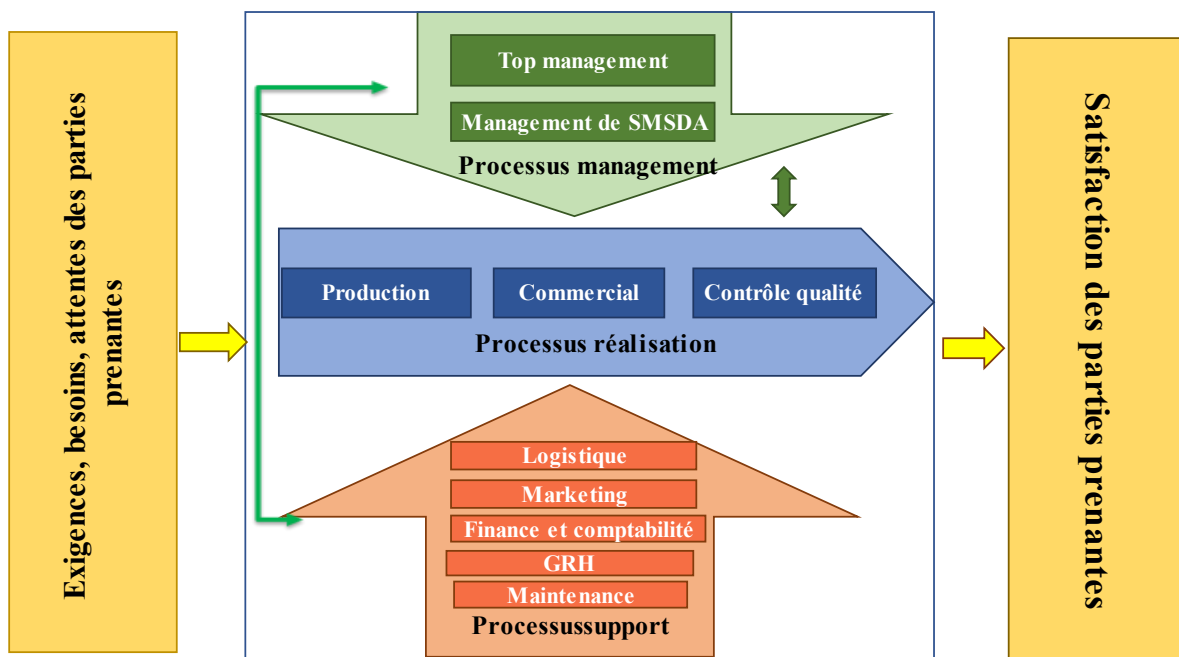 Exigences, besoins, attentes des parties
prenantes
Top management
Management de SMSDA
Processus management
Production
Commercial
Contrôle qualité
Processus réalisation
Logistique
Marketing
Finance et comptabilité
GRH
Maintenance
Processussupport
Satisfaction des parties prenantes